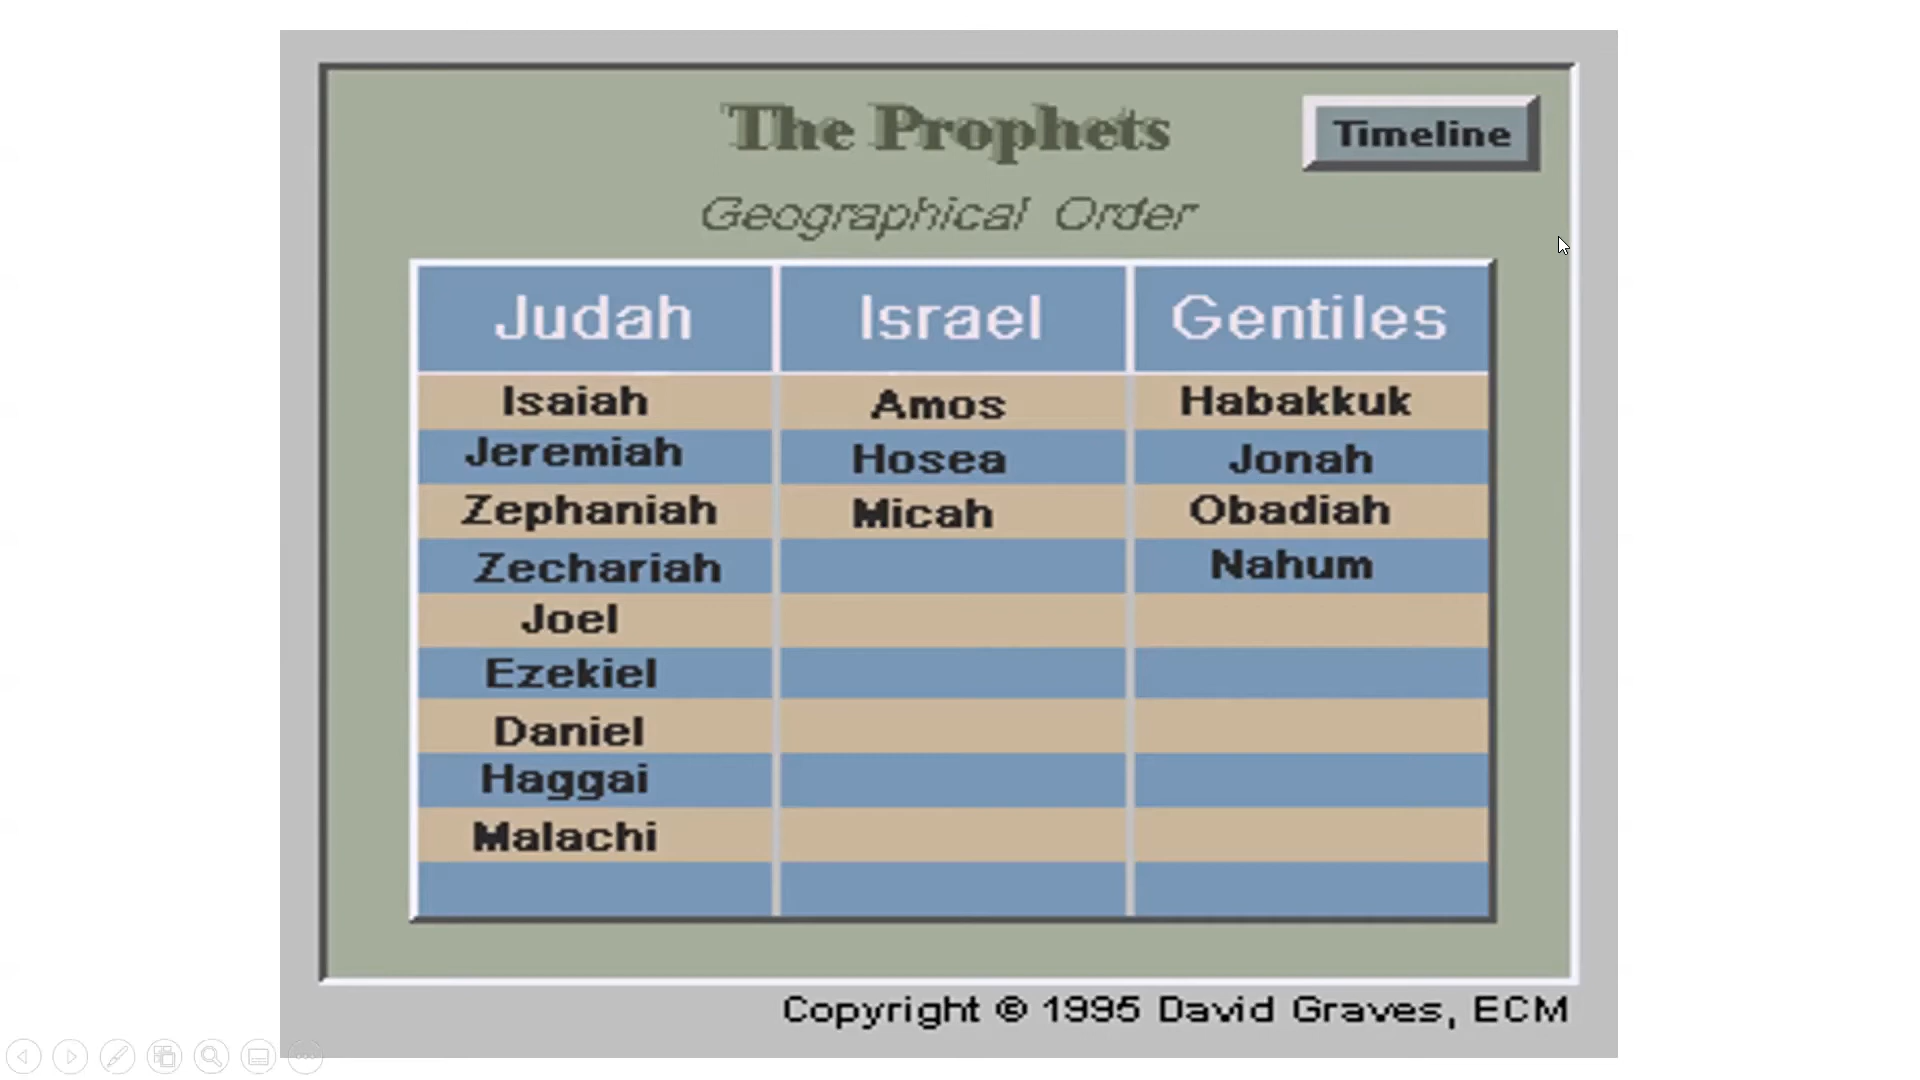 The Prophets
Timeline
Geographical Order
Judah Israel Gentiles
Isaiah Amos Habakkuk
Jeremiah Hosea Jonah
Zephaniah Micah Obadiah
Zechariah Nahum
Joel
Ezekiel
Daniel
Haggai
Malachi
Copyright © 1995 David Graves, ECM